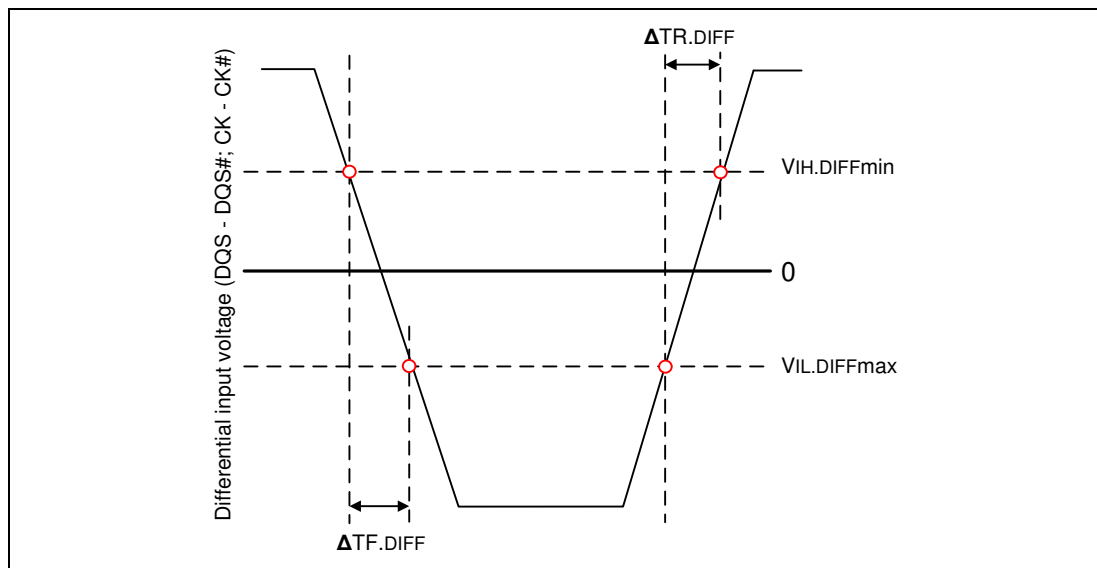 ΔTR.DIFF
Differential input voltage (DQS - DQS#; CK - CK#)
VIH.DIFFmin
0
VIL.DIFFmax
ΔTF.DIFF